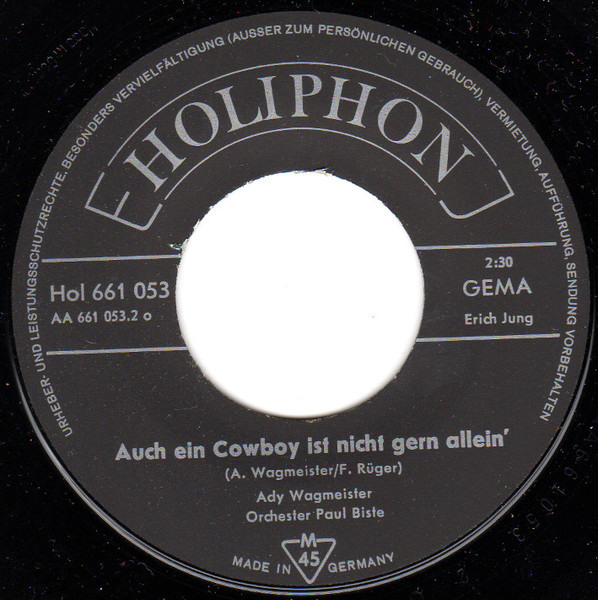 URHEBER- UND LEISTUNGSSCHUTZRECHTE, BESONDERS VERVIELFÄLTIGUNG (AUSSER ZUM PERSÖNLICHEN GEBRAUCH), VERMIETUNG, AUFFÜHRUNG, SENDUNG VORBEHALTEN
HOLIPHON
Hol 661 053
AA 661 053.2 o
2:30
GEMA
Erich Jung
Auch ein Cowboy ist nicht gern allein'
(A. Wagmeister/F. Rüger)
Ady Wagmeister
Orchester Paul Biste
M
45
MADE IN GERMANY